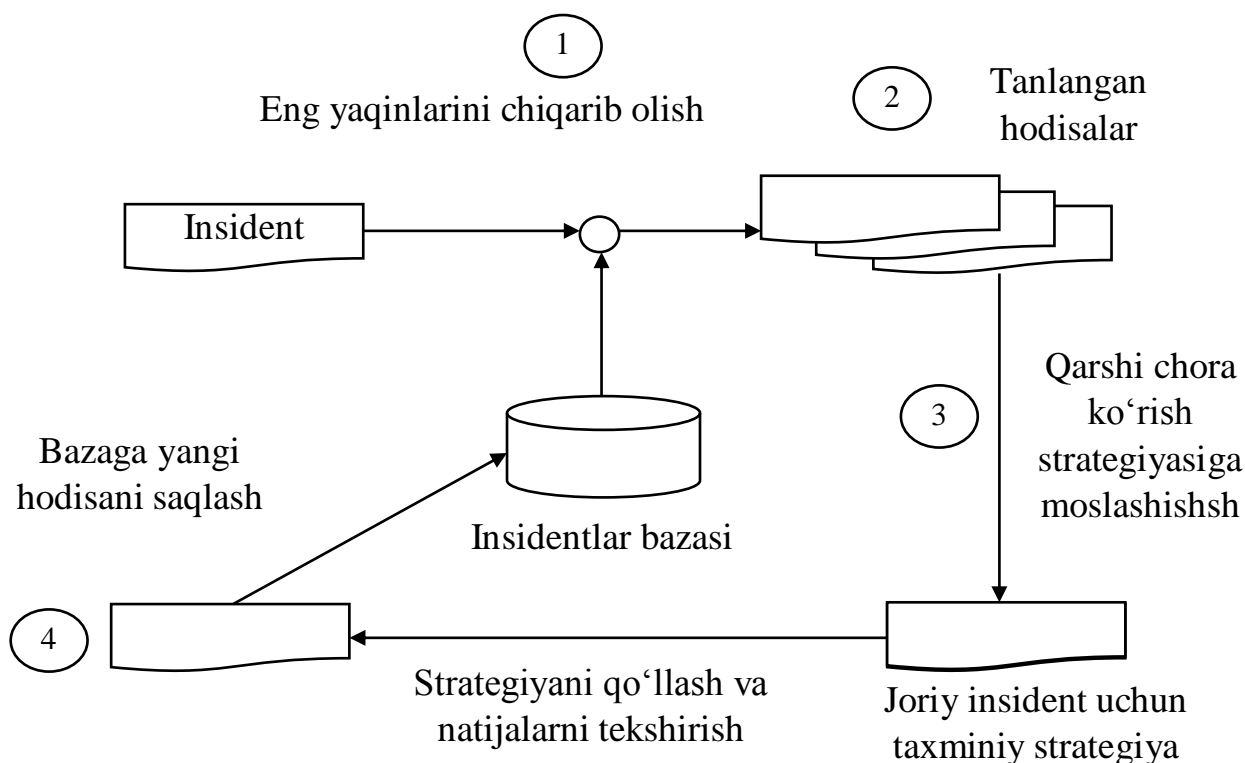 1
Eng yaqinlarini chiqarib olish
2
Tanlangan
hodisalar
Insident
3
Qarshi chora
ko‘rish
strategiyasiga
moslashishsh
Bazaga yangi
hodisani saqlash
Insidentlar bazasi
4
Strategiyani qo‘llash va
natijalarni tekshirish
Joriy insident uchun
taxminiy strategiya